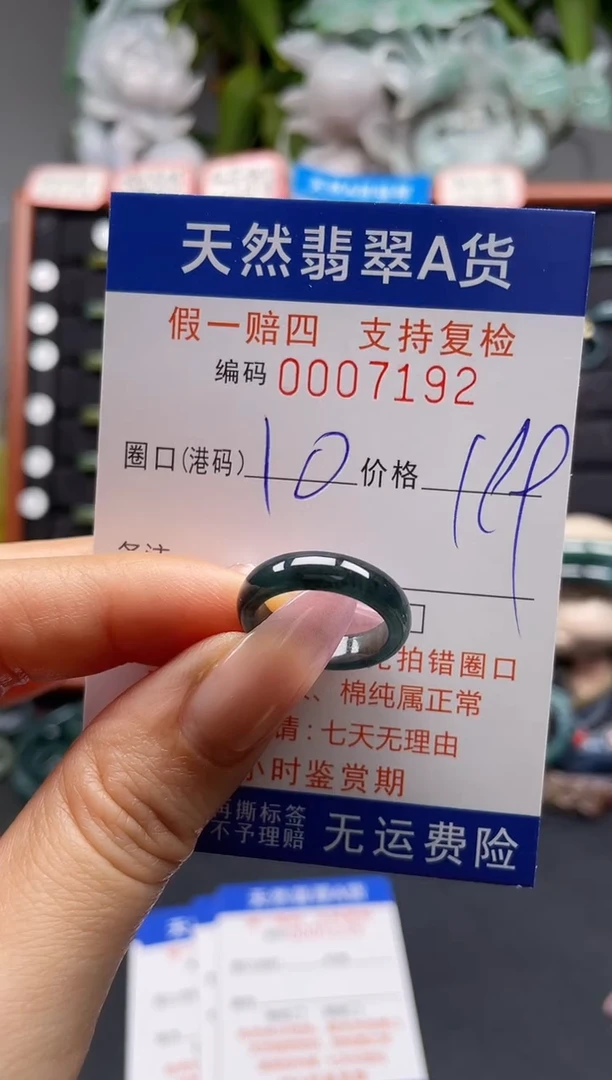 天然翡翠A货
假一赔四 支持复检
编码 0007192
圈口(港码) 10 价格 199
拍错圈口
、棉纯属正常
请:七天无理由
小时鉴赏期
再撕标签
不予理赔
无运费险